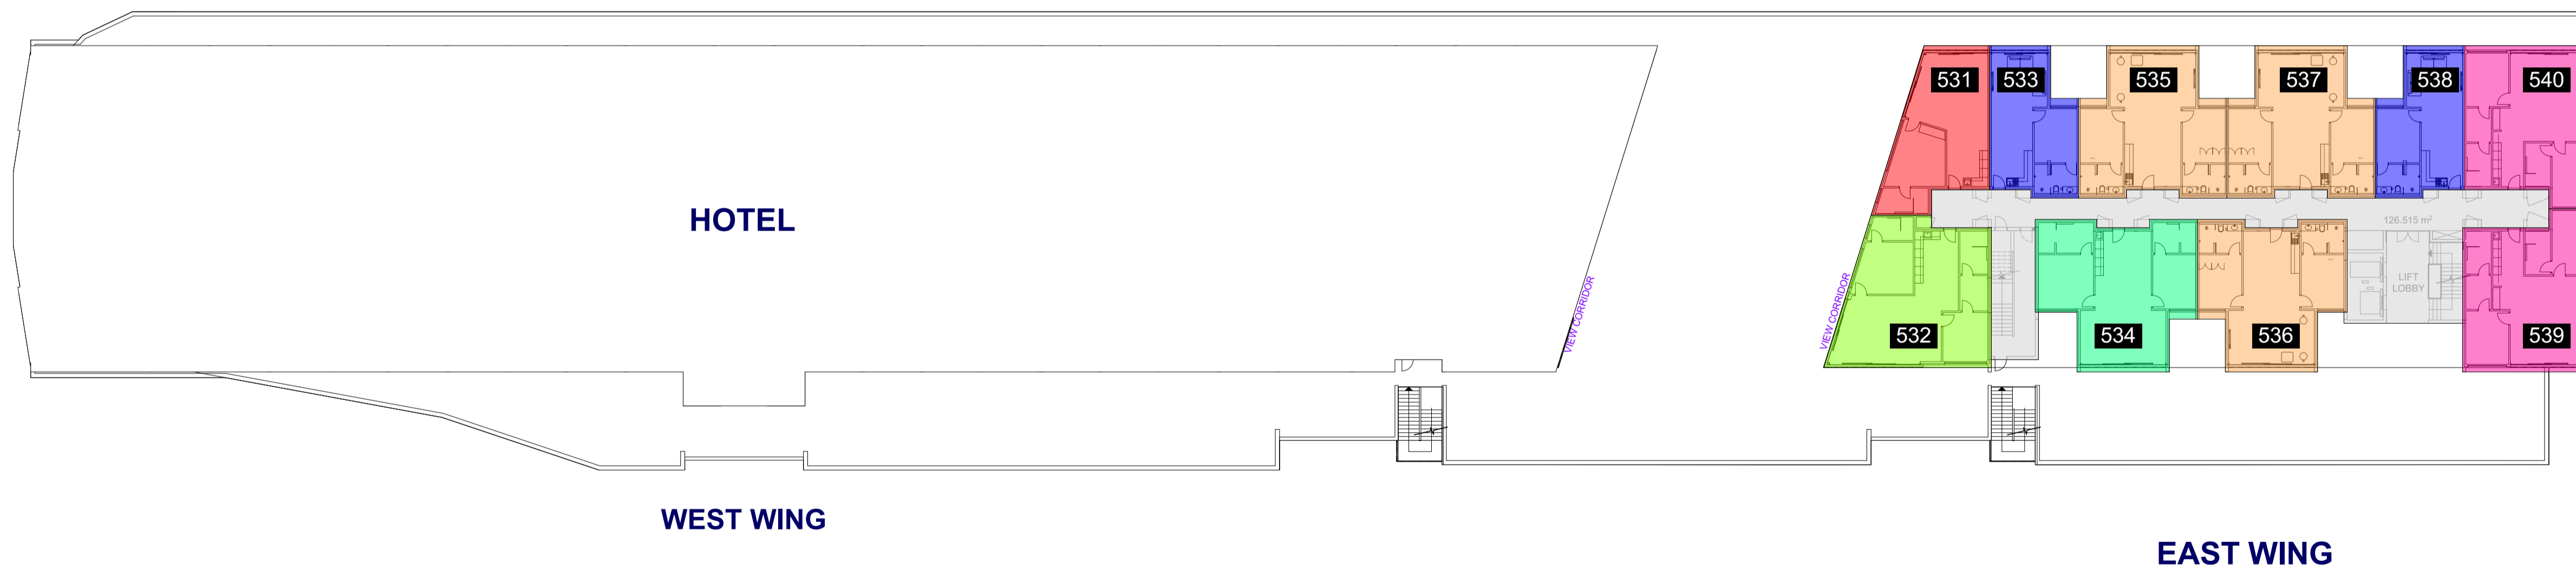 531
533
535
537
538
540
HOTEL
126.515 m²
LIFT
LOBBY
VIEW CORRIDOR
VIEW CORRIDOR
532
534
536
539
WEST WING
EAST WING